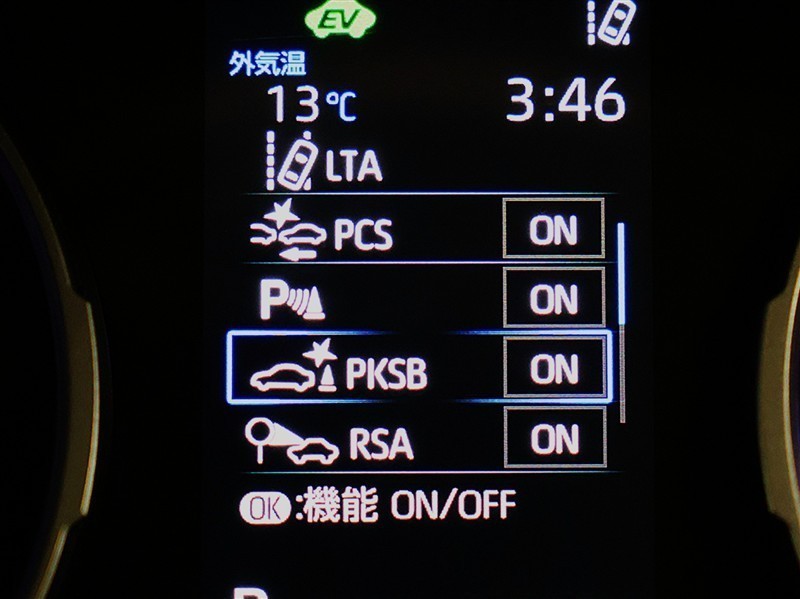 EV
外気温
13℃
3:46
LTA
PCS ON
P ON
PKSB ON
RSA ON
OK:機能 ON/OFF